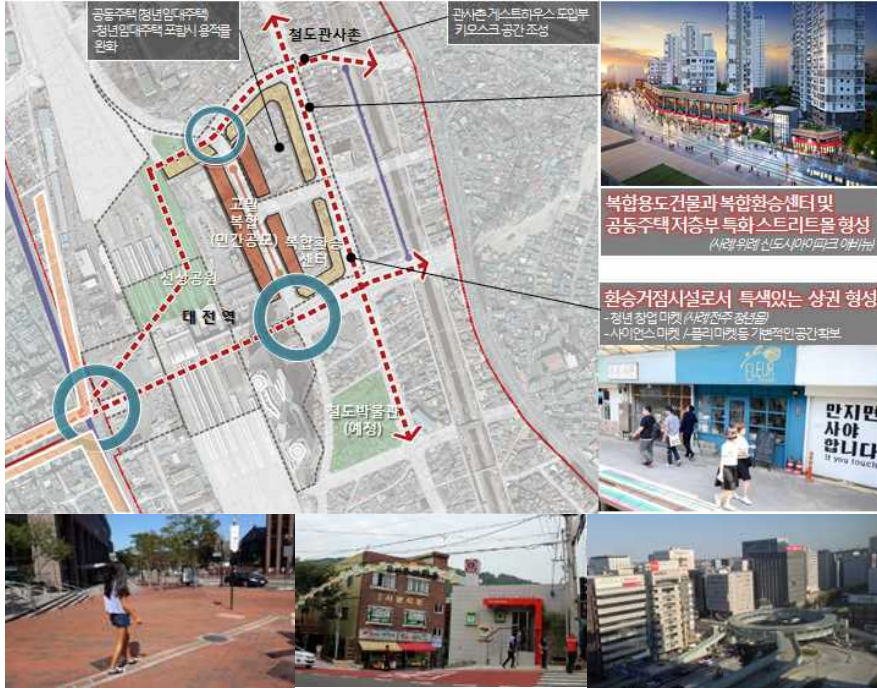 공동주택(청년임대주택)
-청년임대주택 포함시 용적률
완화
철도관사촌
관사촌 게스트하우스 도입부
키오스크 공간 조성
고밀
복합
(민간공모)
복합환승
센터
선상공원
대전역
철도박물관
(예정)
복합용도건물과 복합환승센터 및
공동주택 저층부 특화 스트리트몰 형성
(사례:위례 신도시 아이파크 애비뉴)
환승거점시설로서 특색있는 상권 형성
-청년 창업 마켓 (사례:전주 청년몰)
-사이언스 마켓 / 플리마켓 등 가변적인 공간 확보
FLEUR
만지면
사야
합니다
If you touch